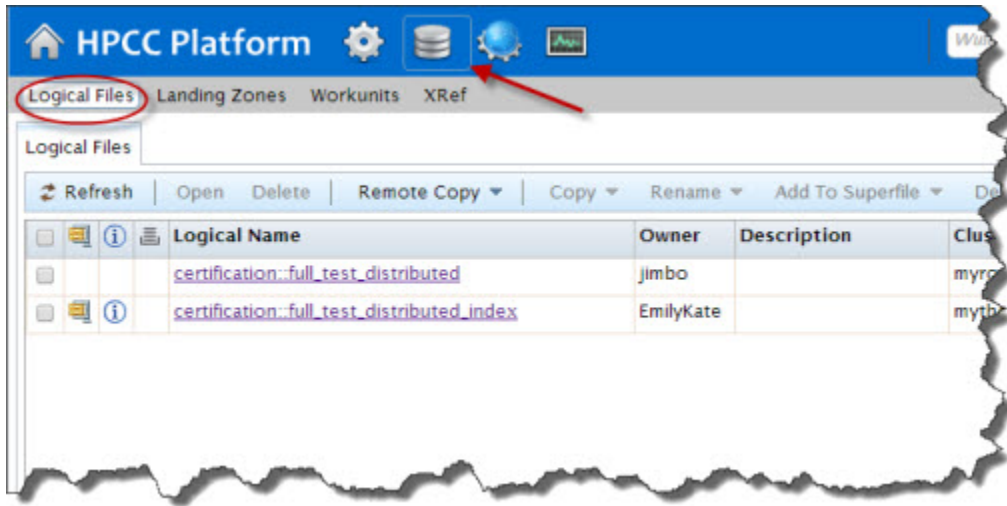 HPCC Platform
Logical Files Landing Zones Workunits XRef
Logical Files
Refresh Open Delete Remote Copy Copy Rename Add To Superfile
Logical Name Owner Description
certification::full_test_distributed jimbo
certification::full_test_distributed_index EmilyKate